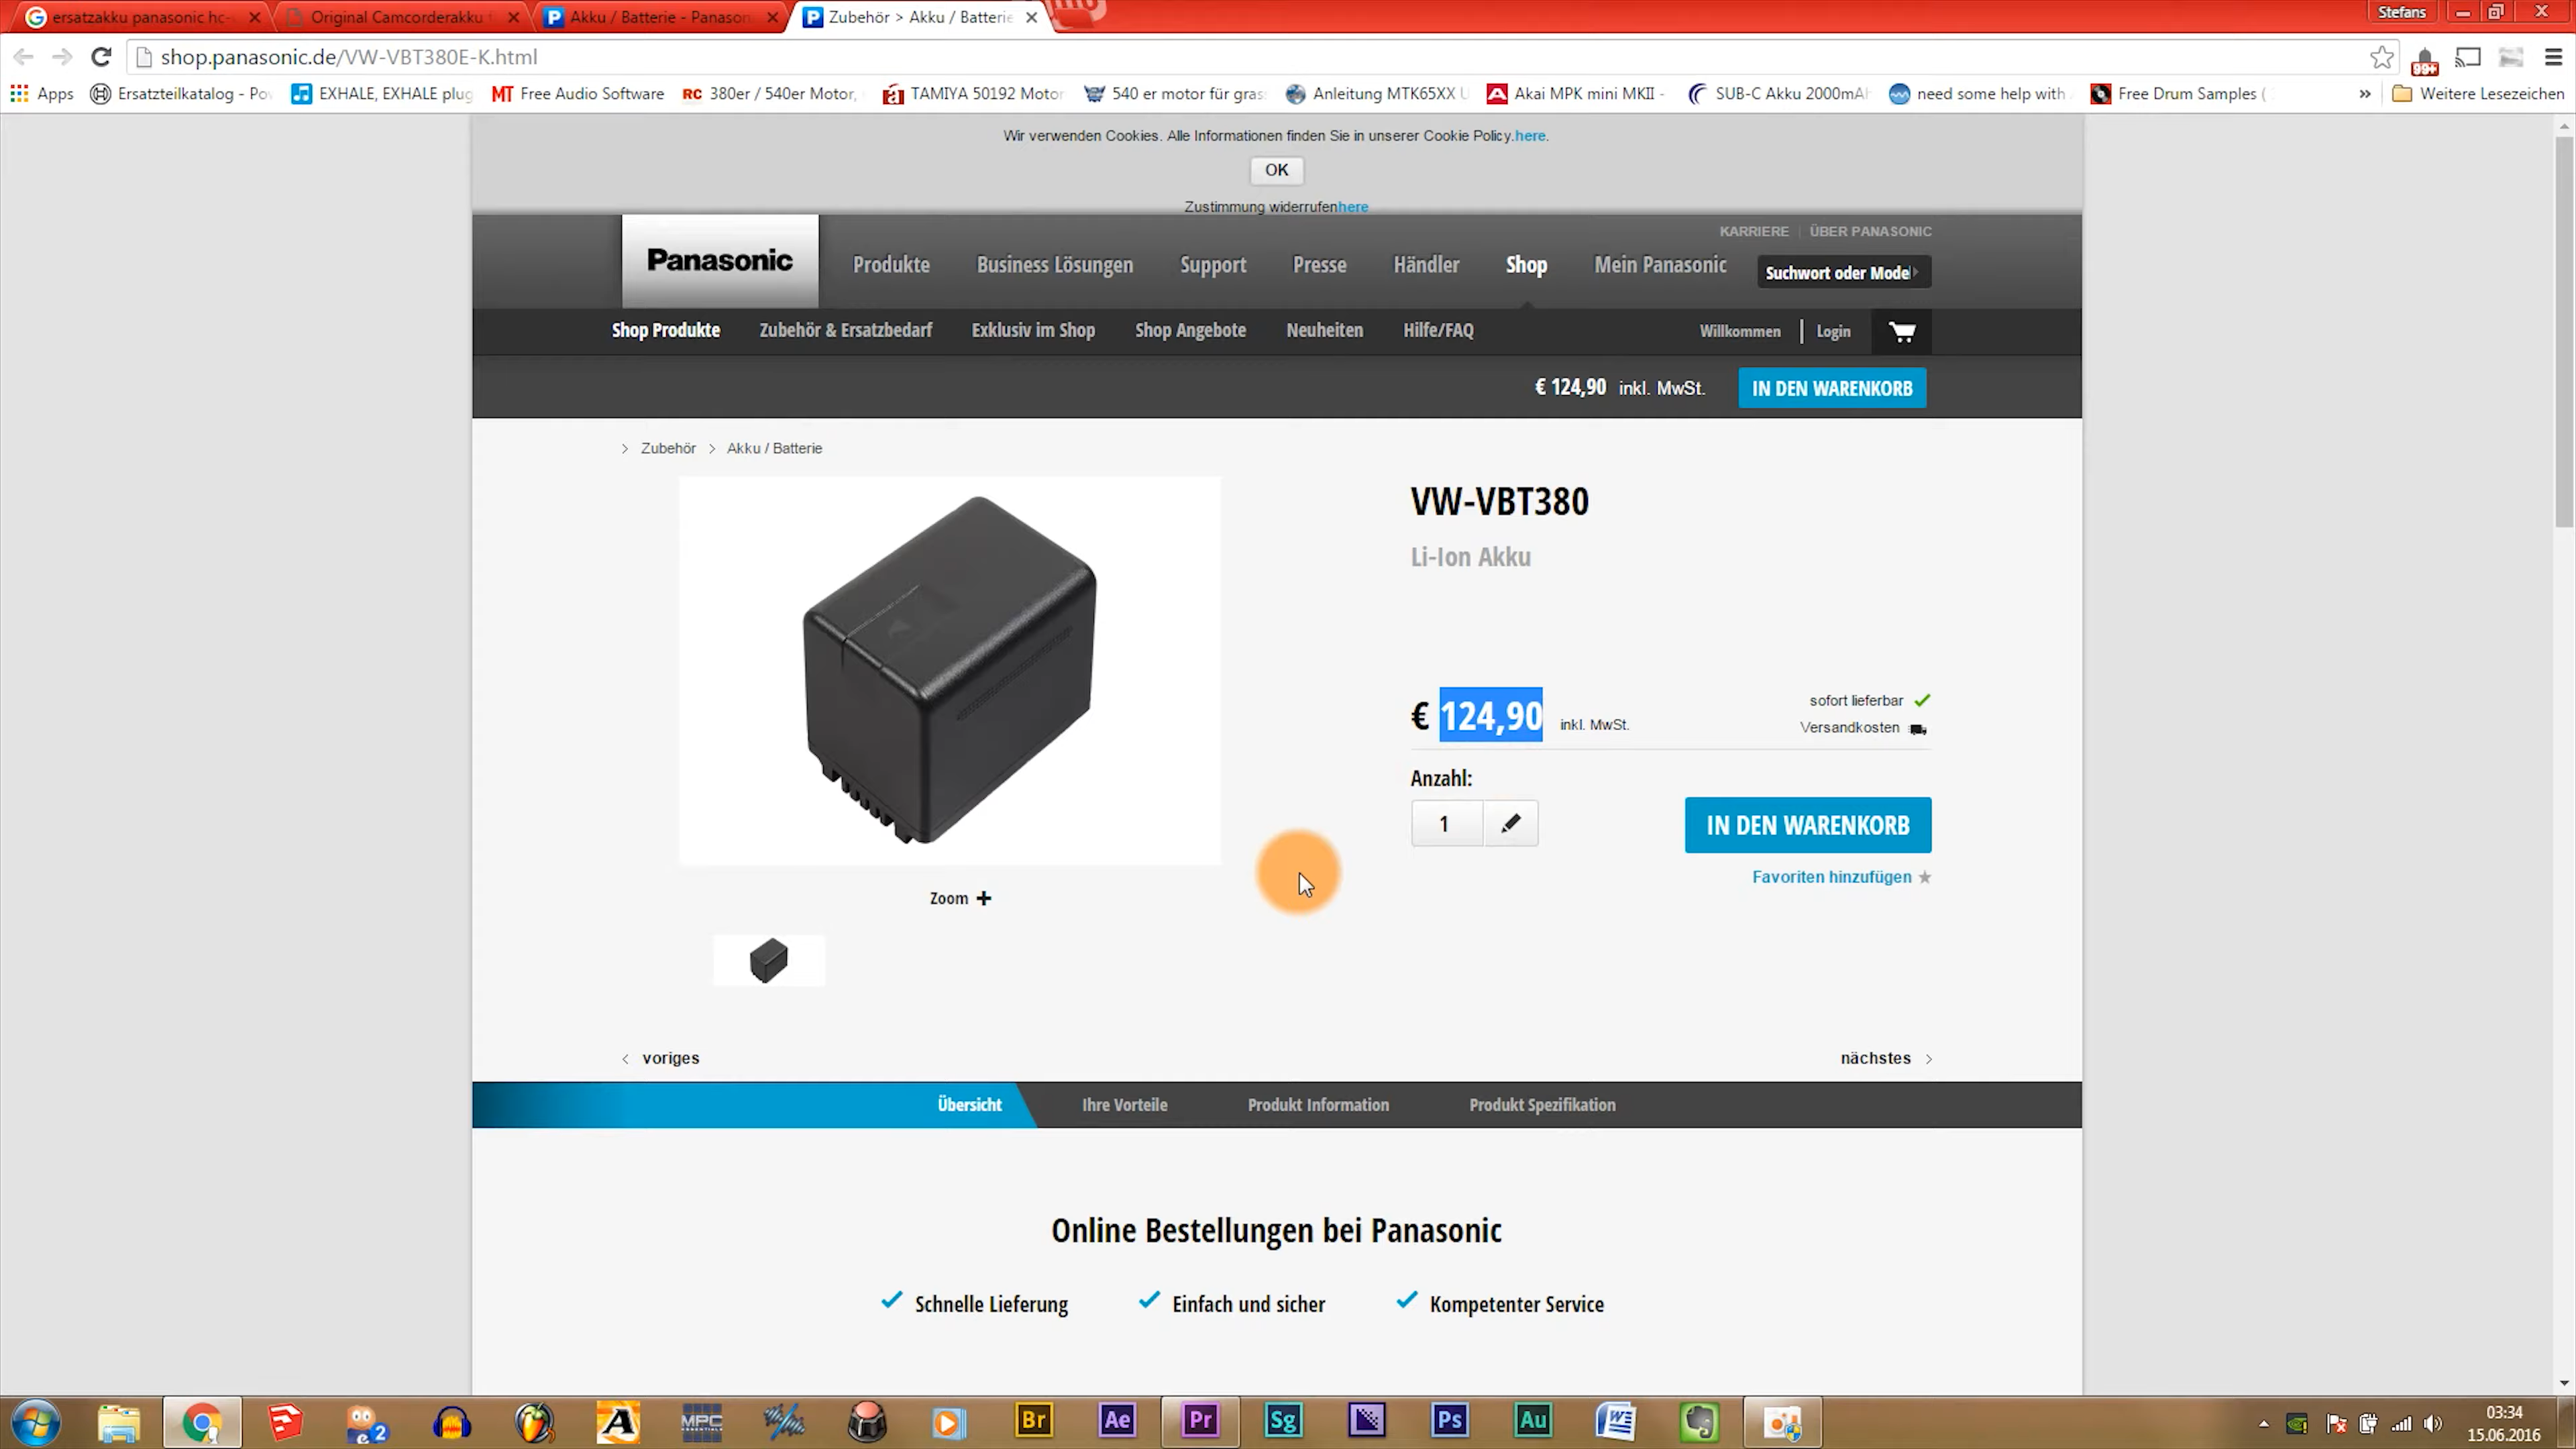 ersatzakku panasonic hc-
Original Camcorderakku f
Akku / Batterie - Panason
Zubehör > Akku / Batterie
Stefans
shop.panasonic.de/VW-VBT380E-K.html
99+
Apps
Ersatzteilkatalog - Pow
EXHALE, EXHALE plug
MT Free Audio Software
RC 380er / 540er Motor,
TAMIYA 50192 Motor
540 er motor für gras
Anleitung MTK65XX U
Akai MPK mini MKII -
SUB-C Akku 2000mAh
need some help with
Free Drum Samples (
»
Weitere Lesezeichen
Wir verwenden Cookies. Alle Informationen finden Sie in unserer Cookie Policy.here.
OK
Zustimmung widerrufenhere
KARRIERE | ÜBER PANASONIC
Panasonic
Produkte
Business Lösungen
Support
Presse
Händler
Shop
Mein Panasonic
Suchwort oder Model
Shop Produkte
Zubehör & Ersatzbedarf
Exklusiv im Shop
Shop Angebote
Neuheiten
Hilfe/FAQ
Willkommen | Login
€ 124,90 inkl. MwSt.
IN DEN WARENKORB
> Zubehör > Akku / Batterie
VW-VBT380
Li-Ion Akku
€ 124,90 inkl. MwSt.
sofort lieferbar
Versandkosten
Anzahl:
1
IN DEN WARENKORB
Favoriten hinzufügen
Zoom +
< voriges
nächstes >
Übersicht
Ihre Vorteile
Produkt Information
Produkt Spezifikation
Online Bestellungen bei Panasonic
Schnelle Lieferung
Einfach und sicher
Kompetenter Service
2
A
MPC
Br
Ae
Pr
Sg
Ps
Au
W
03:34
15.06.2016